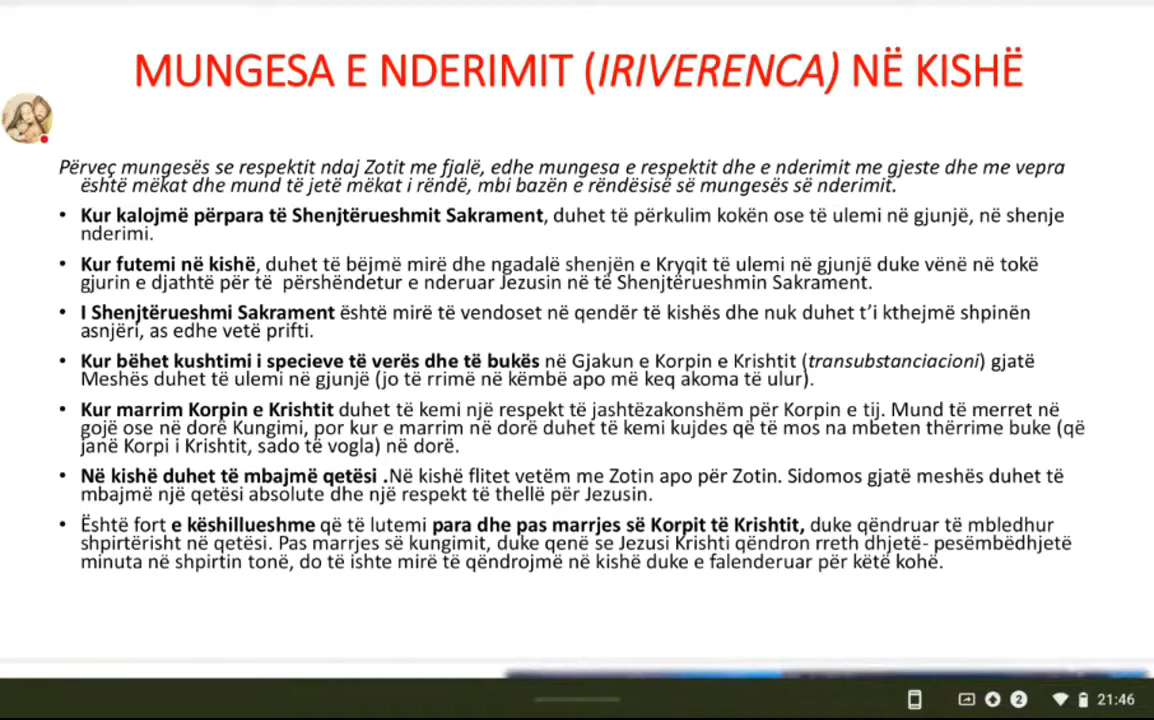 MUNGESA E NDERIMIT (IRIVERENCA) NË KISHË
Përveç mungesës se respektit ndaj Zotit me fjalë, edhe mungesa e respektit dhe e nderimit me gjeste dhe me vepra
është mëkat dhe mund të jetë mëkat i rëndë, mbi bazën e rëndësisë së mungesës së nderimit.
• Kur kalojmë përpara të Shenjtërueshmit Sakrament, duhet të përkulim kokën ose të ulemi në gjunjë, në shenje
nderimi.
• Kur futemi në kishë, duhet të bëjmë mirë dhe ngadalë shenjën e Kryqit të ulemi në gjunjë duke vënë në tokë
gjurin e djathtë për të përshëndetur e nderuar Jezusin në të Shenjtërueshmin Sakrament.
• I Shenjtërueshmi Sakrament është mirë të vendoset në qendër të kishës dhe nuk duhet t'i kthejmë shpinën
asnjëri, as edhe vetë prifti.
• Kur bëhet kushtimi i specieve të verës dhe të bukës në Gjakun e Korpin e Krishtit (transubstanciacioni) gjatë
Meshës duhet të ulemi në gjunjë (jo të rrimë në këmbë apo më keq akoma të ulur).
• Kur marrim Korpin e Krishtit duhet të kemi një respekt të jashtëzakonshëm për Korpin e tij. Mund të merret në
gojë ose në dorë Kungimi, por kur e marrim në dorë duhet të kemi kujdes që të mos na mbeten thërrime buke (që
janë Korpi i Krishtit, sado të vogla) në dorë.
• Në kishë duhet të mbajmë qetësi .Në kishë flitet vetëm me Zotin apo për Zotin. Sidomos gjatë meshës duhet të
mbajmë një qetësi absolute dhe një respekt të thellë për Jezusin.
• Është fort e këshillueshme që të lutemi para dhe pas marrjes së Korpit të Krishtit, duke qëndruar të mbledhur
shpirtërisht në qetësi. Pas marrjes së kungimit, duke qenë se Jezusi Krishti qëndron rreth dhjetë- pesëmbëdhjetë
minuta në shpirtin tonë, do të ishte mirë të qëndrojmë në kishë duke e falenderuar për këtë kohë.
2 21:46